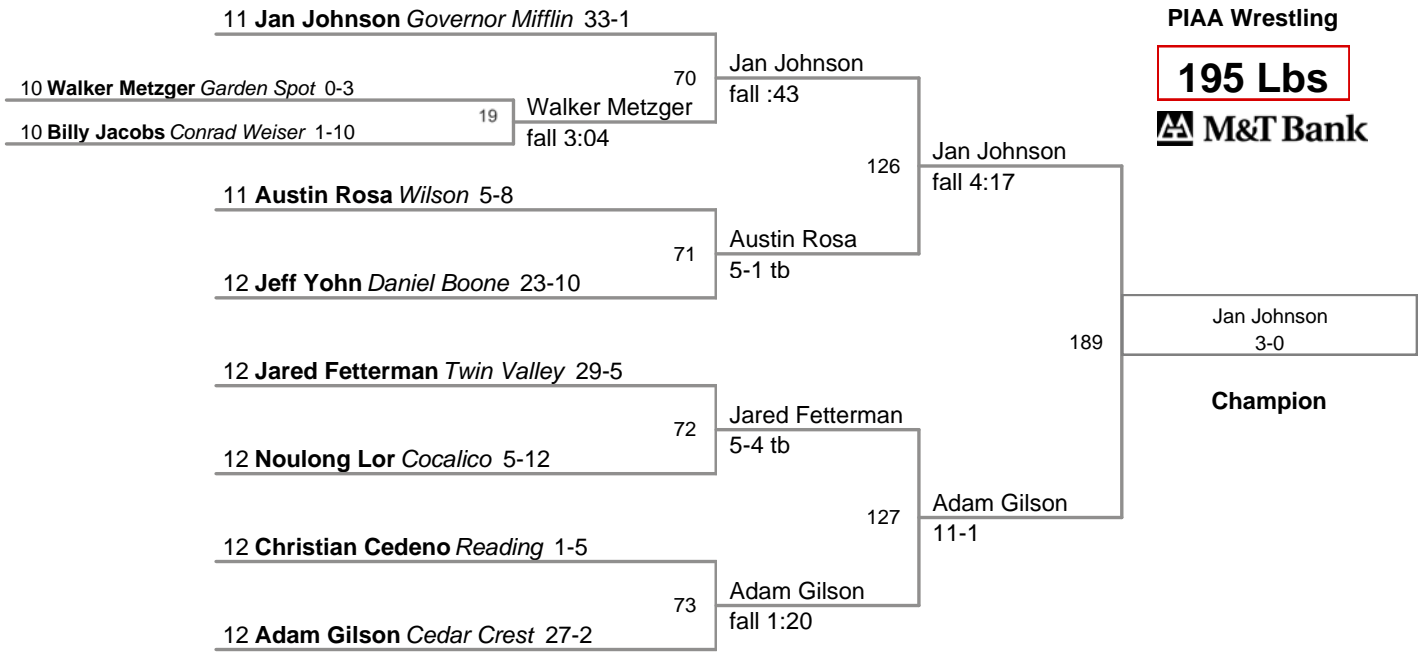 11 Jan Johnson Governor Mifflin 33-1
PIAA Wrestling
195 Lbs
M&T Bank
10 Walker Metzger Garden Spot 0-3
19
10 Billy Jacobs Conrad Weiser 1-10
Walker Metzger
fall 3:04
70
Jan Johnson
fall :43
11 Austin Rosa Wilson 5-8
71
12 Jeff Yohn Daniel Boone 23-10
Austin Rosa
5-1 tb
126
Jan Johnson
fall 4:17
12 Jared Fetterman Twin Valley 29-5
72
12 Noulong Lor Cocalico 5-12
Jared Fetterman
5-4 tb
12 Christian Cedeno Reading 1-5
73
12 Adam Gilson Cedar Crest 27-2
Adam Gilson
fall 1:20
127
Adam Gilson
11-1
189
Jan Johnson
3-0
Champion